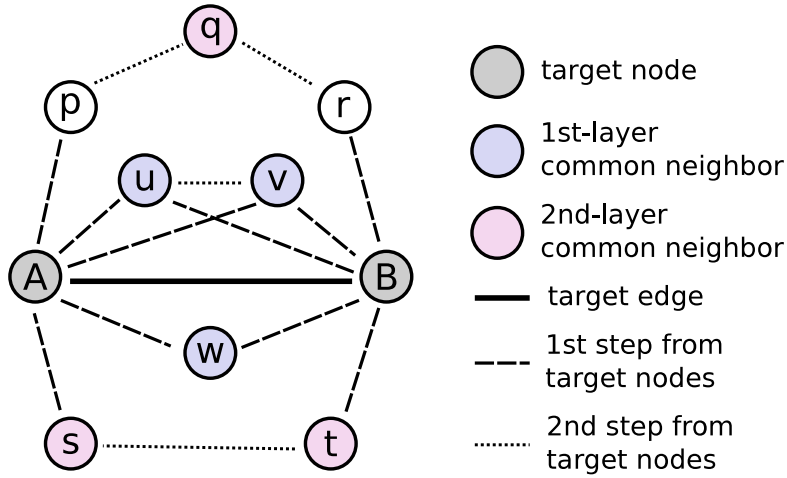 q
target node
p
r
1st-layer
common neighbor
u
v
2nd-layer
common neighbor
A
B
target edge
w
1st step from
target nodes
s
t
2nd step from
target nodes